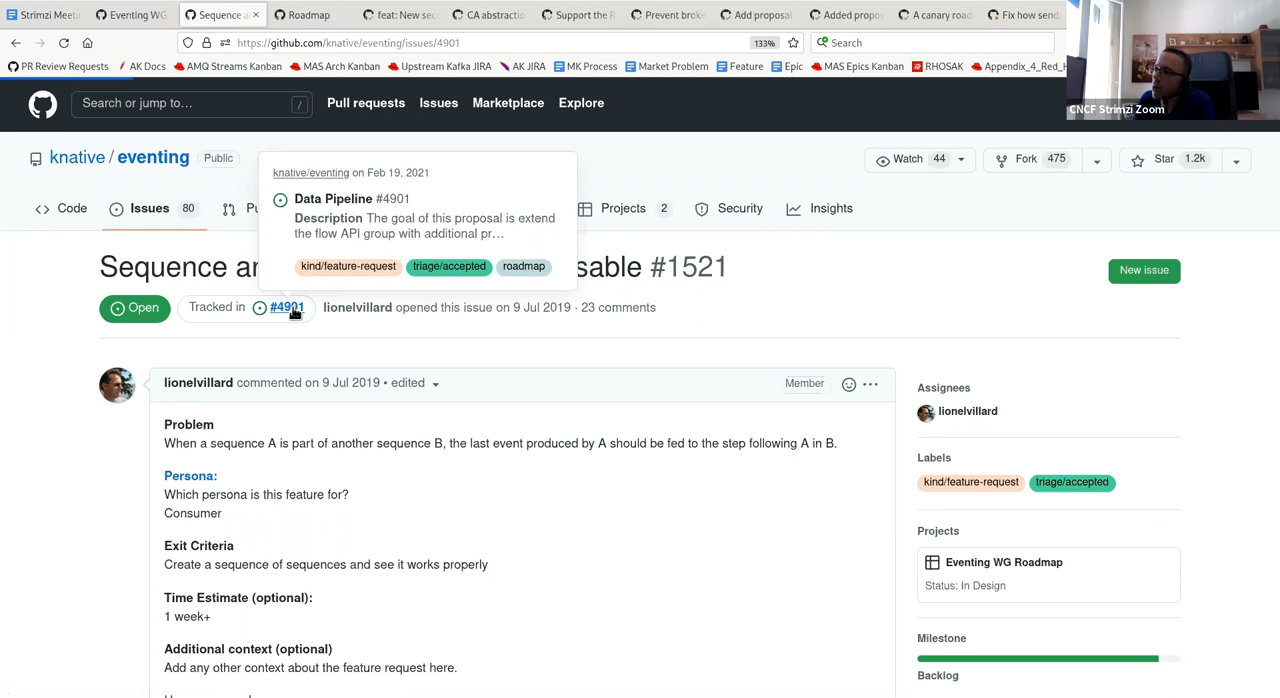 Strimzi Meeti
Eventing WG
Sequence a
Roadmap
feat: New sec
CA abstractio
Support the R
Prevent broke
Add proposal
Added propos
A canary road
Fix how send
https://github.com/knative/eventing/issues/4901
133%
Search
PR Review Requests
AK Docs
AMQ Streams Kanban
MAS Arch Kanban
Upstream Kafka JIRA
AK JIRA
MK Process
Market Problem
Feature
Epic
MAS Epics Kanban
RHOSAK
Appendix_4_Red_H
CNCF Strimzi Zoom
Search or jump to...
/
Pull requests
Issues
Marketplace
Explore
knative / eventing
Public
Watch 44
Fork 475
Star 1.2k
Code
Issues 80
Pu
Projects 2
Security
Insights
knative/eventing on Feb 19, 2021
Data Pipeline #4901
Description The goal of this proposal is extend
the flow API group with additional pr…
kind/feature-request
triage/accepted
roadmap
Sequence an
sable #1521
New issue
Open
Tracked in #4901
lionelvillard opened this issue on 9 Jul 2019 · 23 comments
lionelvillard commented on 9 Jul 2019 • edited
Member
Problem
When a sequence A is part of another sequence B, the last event produced by A should be fed to the step following A in B.
Persona:
Which persona is this feature for?
Consumer
Exit Criteria
Create a sequence of sequences and see it works properly
Time Estimate (optional):
1 week+
Additional context (optional)
Add any other context about the feature request here.
Assignees
lionelvillard
Labels
kind/feature-request
triage/accepted
Projects
Eventing WG Roadmap
Status: In Design
Milestone
Backlog